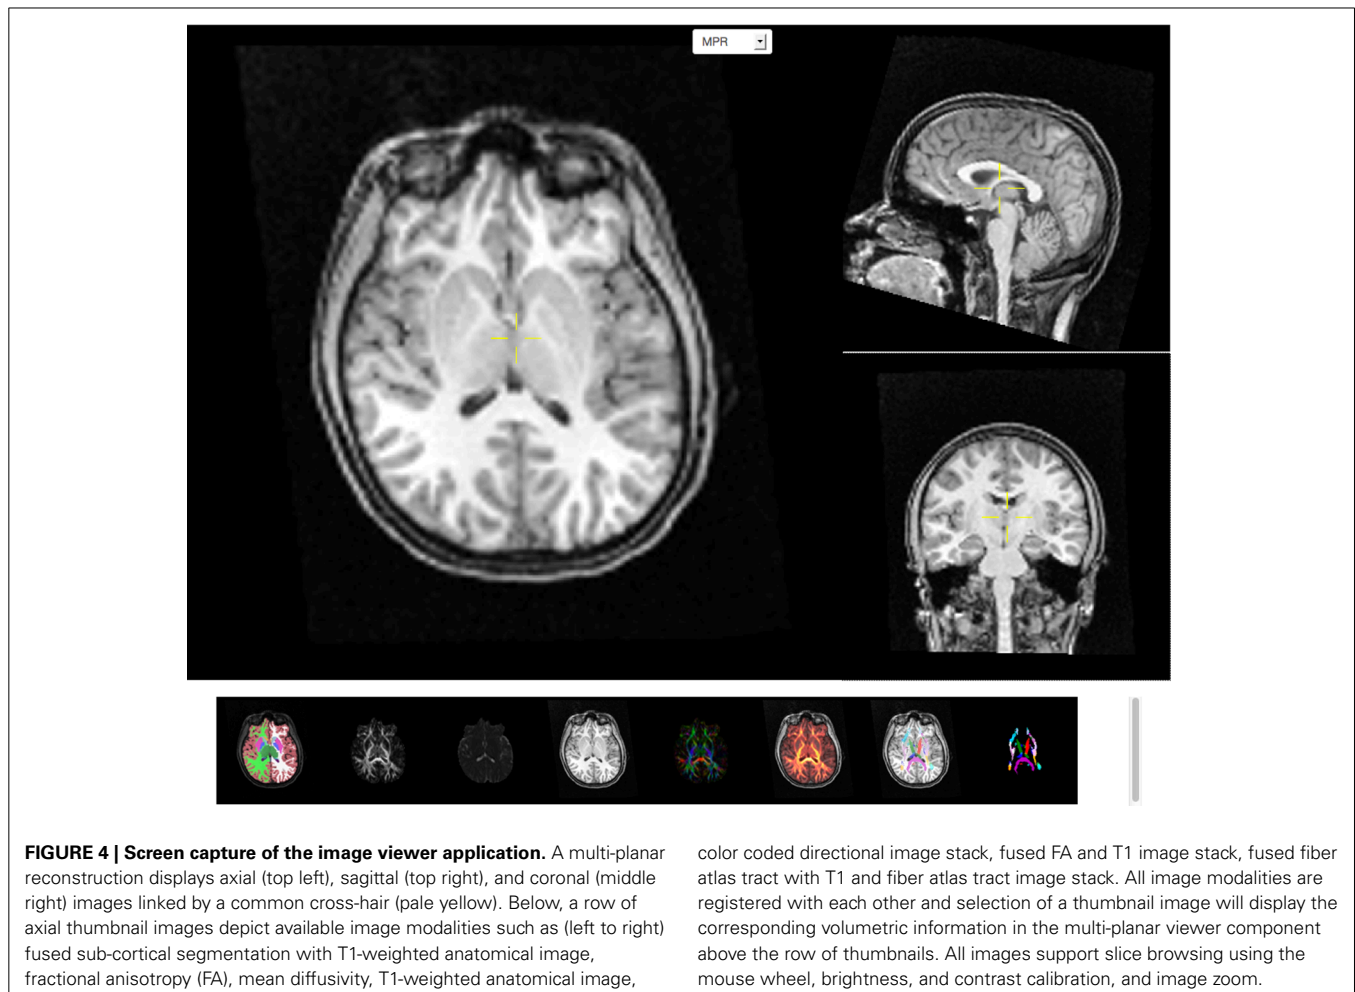 MPR
FIGURE 4 | Screen capture of the image viewer application. A multi-planar
reconstruction displays axial (top left), sagittal (top right), and coronal (middle
right) images linked by a common cross-hair (pale yellow). Below, a row of
axial thumbnail images depict available image modalities such as (left to right)
fused sub-cortical segmentation with T1-weighted anatomical image,
fractional anisotropy (FA), mean diffusivity, T1-weighted anatomical image,
color coded directional image stack, fused FA and T1 image stack, fused fiber
atlas tract with T1 and fiber atlas tract image stack. All image modalities are
registered with each other and selection of a thumbnail image will display the
corresponding volumetric information in the multi-planar viewer component
above the row of thumbnails. All images support slice browsing using the
mouse wheel, brightness, and contrast calibration, and image zoom.